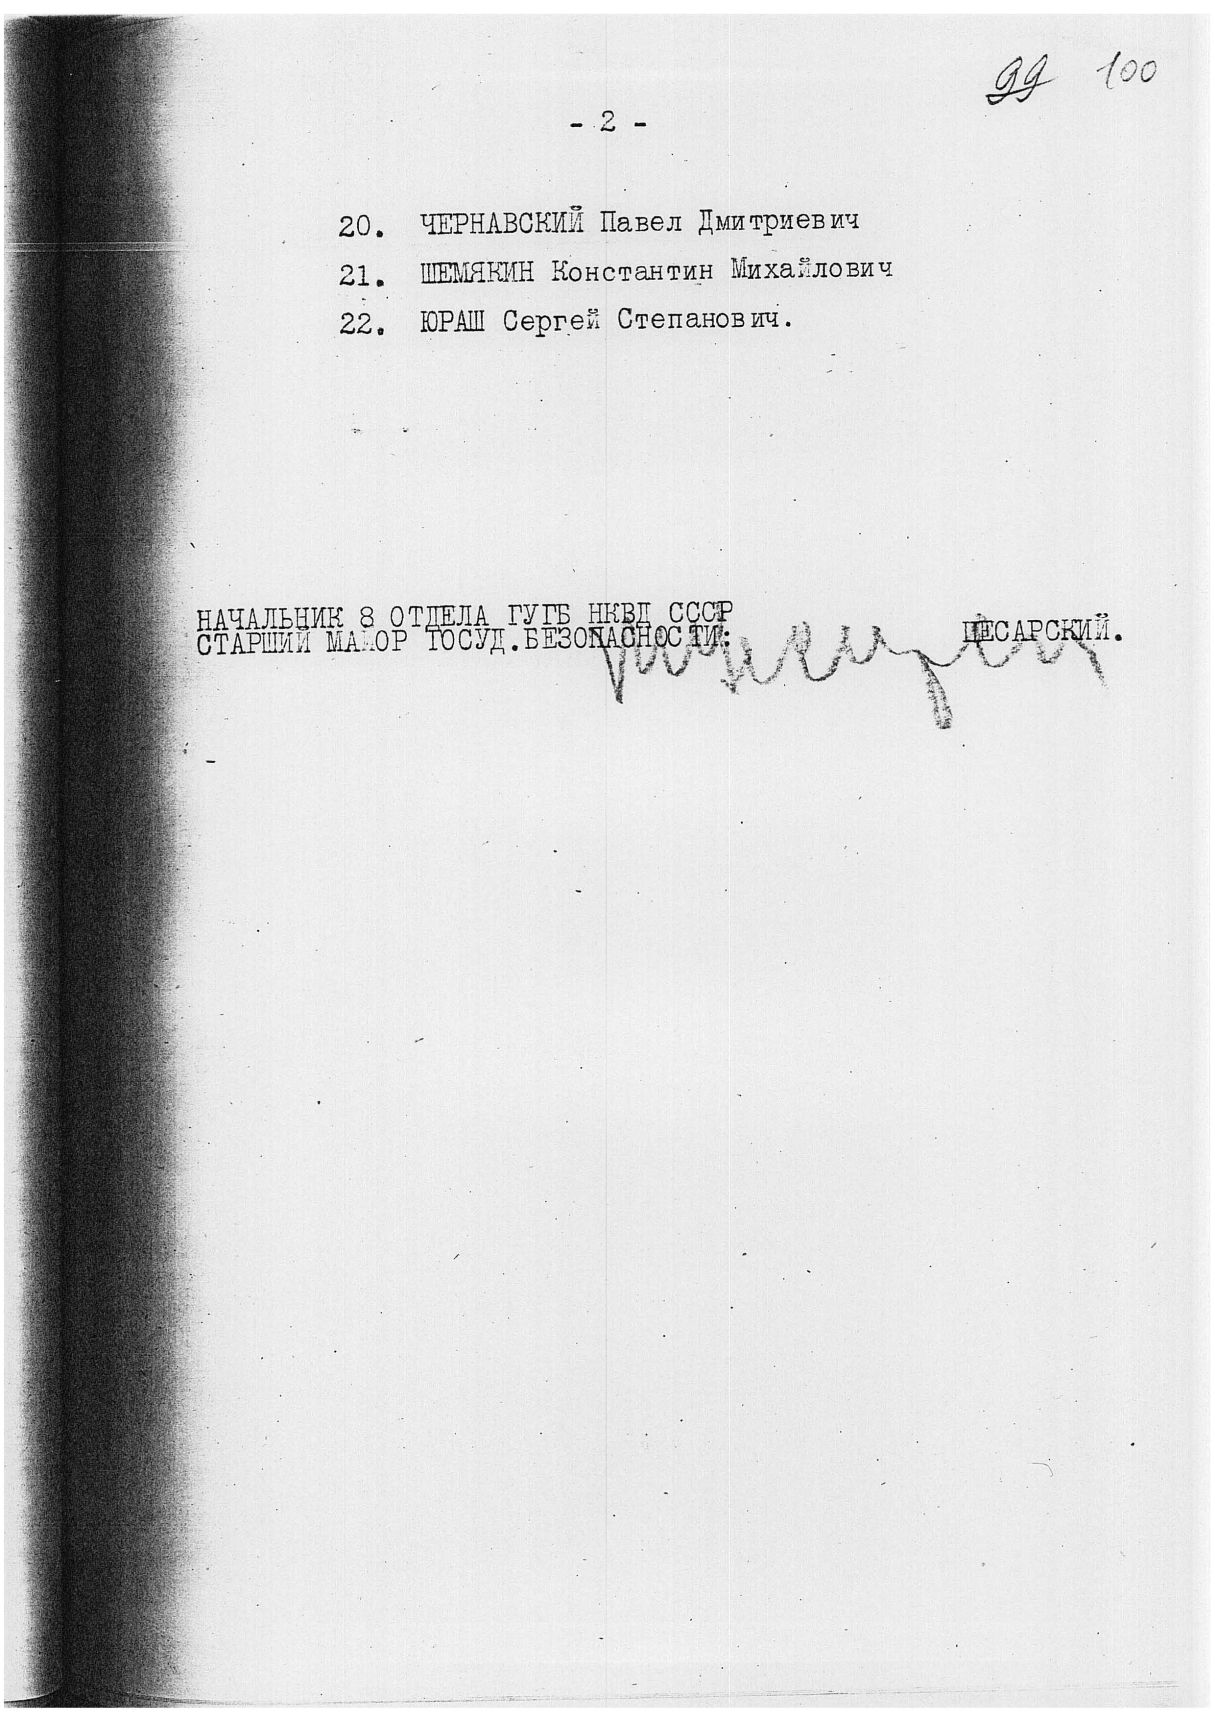 99 100
- 2 -
20. ЧЕРНАВСКИЙ Павел Дмитриевич
21. ШЕМЯКИН Константин Михайлович
22. ЮРАШ Сергей Степанович.
НАЧАЛЬНИК 8 ОТДЕЛА ГУГБ НКВД СССР
СТАРШИЙ МАЙОР ГОСУД.БЕЗОПАСНОСТИ: ЦЕСАРСКИЙ.